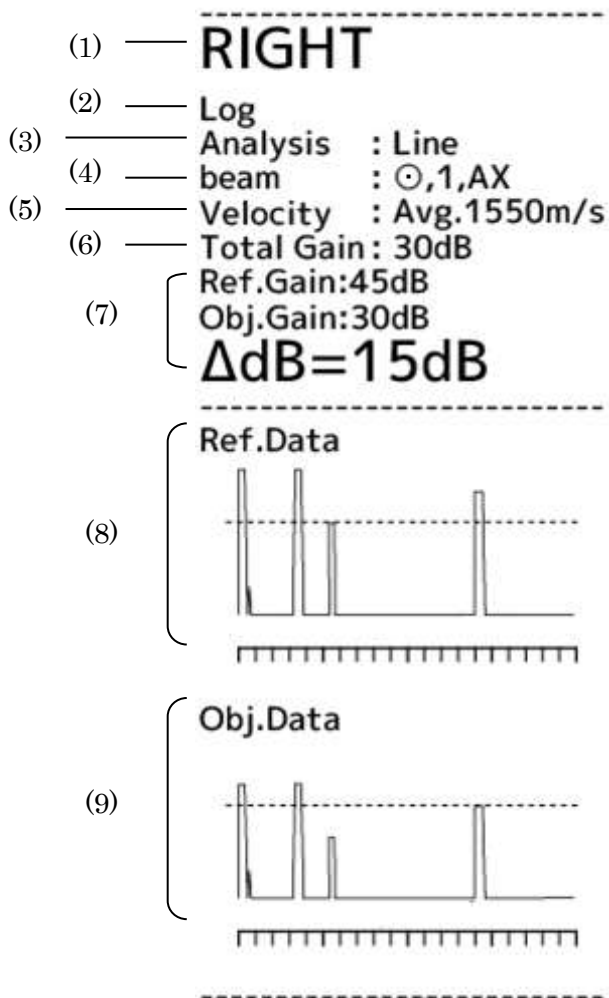 (1) RIGHT
(2) Log
(3) Analysis : Line
(4) beam : ⊙,1,AX
(5) Velocity : Avg.1550m/s
(6) Total Gain : 30dB
(7) Ref.Gain:45dB
Obj.Gain:30dB
ΔdB=15dB
(8) Ref.Data
(9) Obj.Data